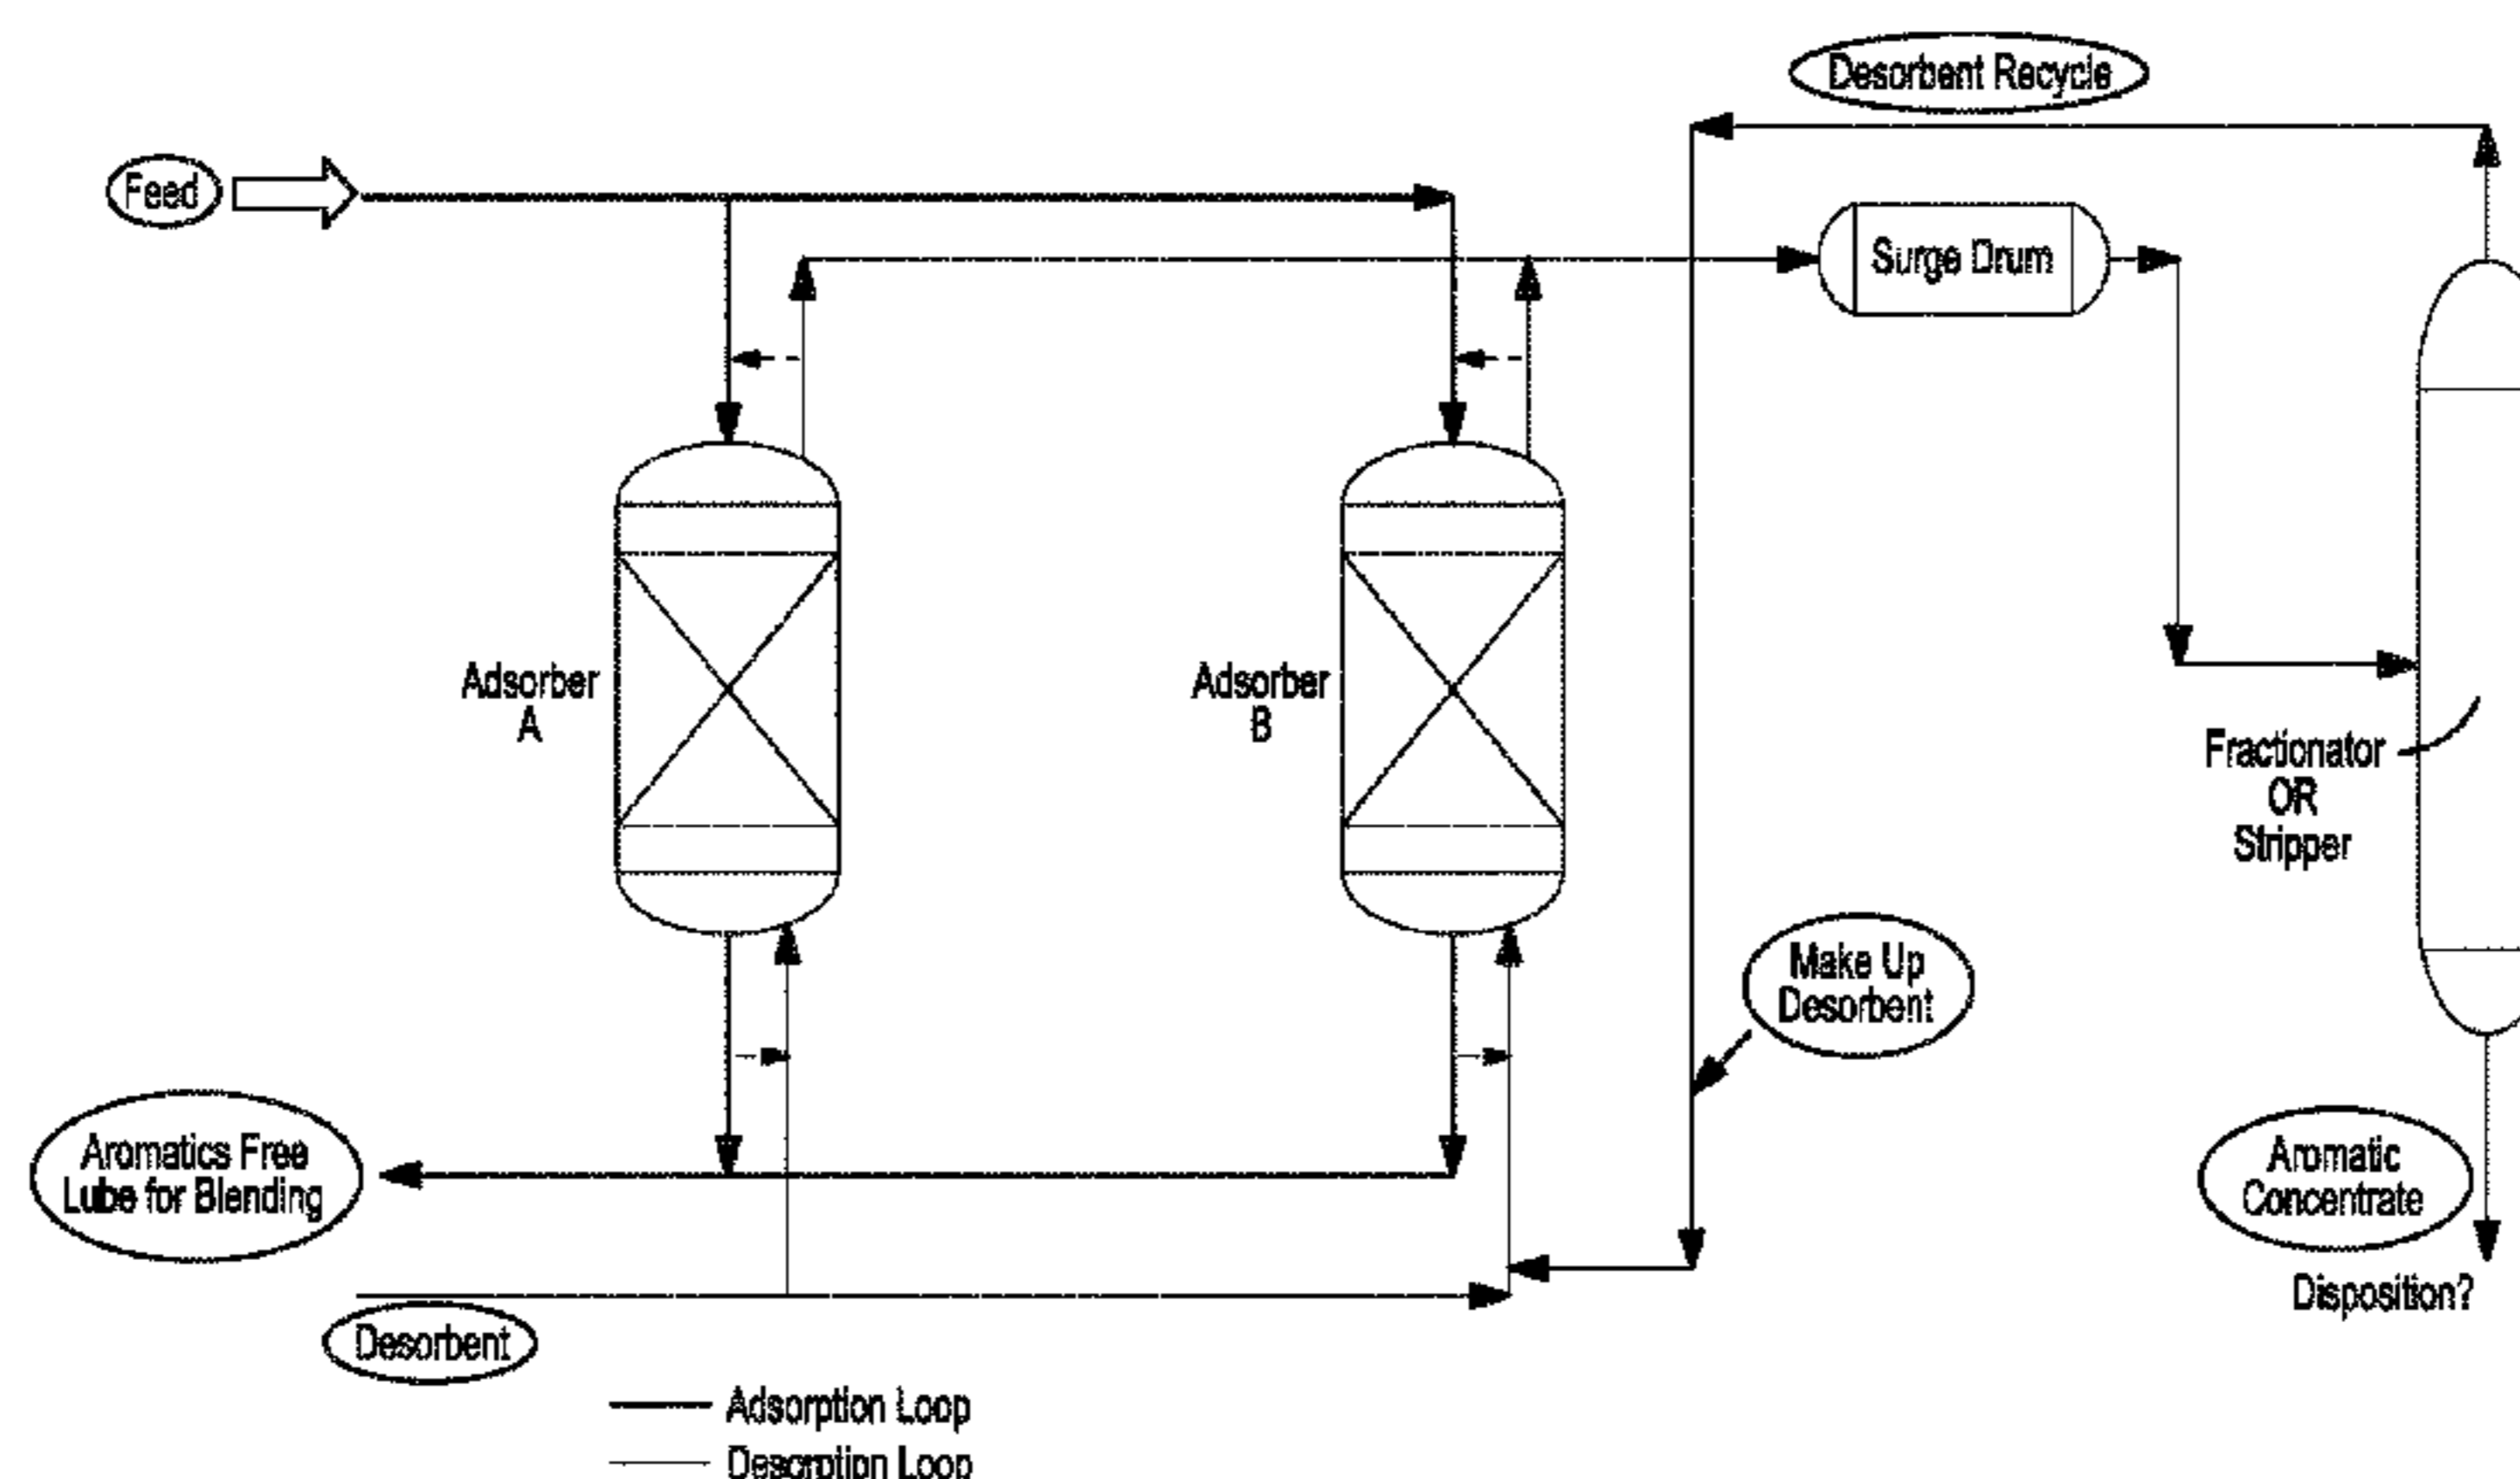 Desorbent Recycle
Feed
Surge Drum
Adsorber
A
Adsorber
B
Fractionator
OR
Stripper
Make Up
Desorbent
Aromatics Free
Lube for Blending
Aromatic
Concentrate
Disposition?
Desorbent
Adsorption Loop
Desorption Loop